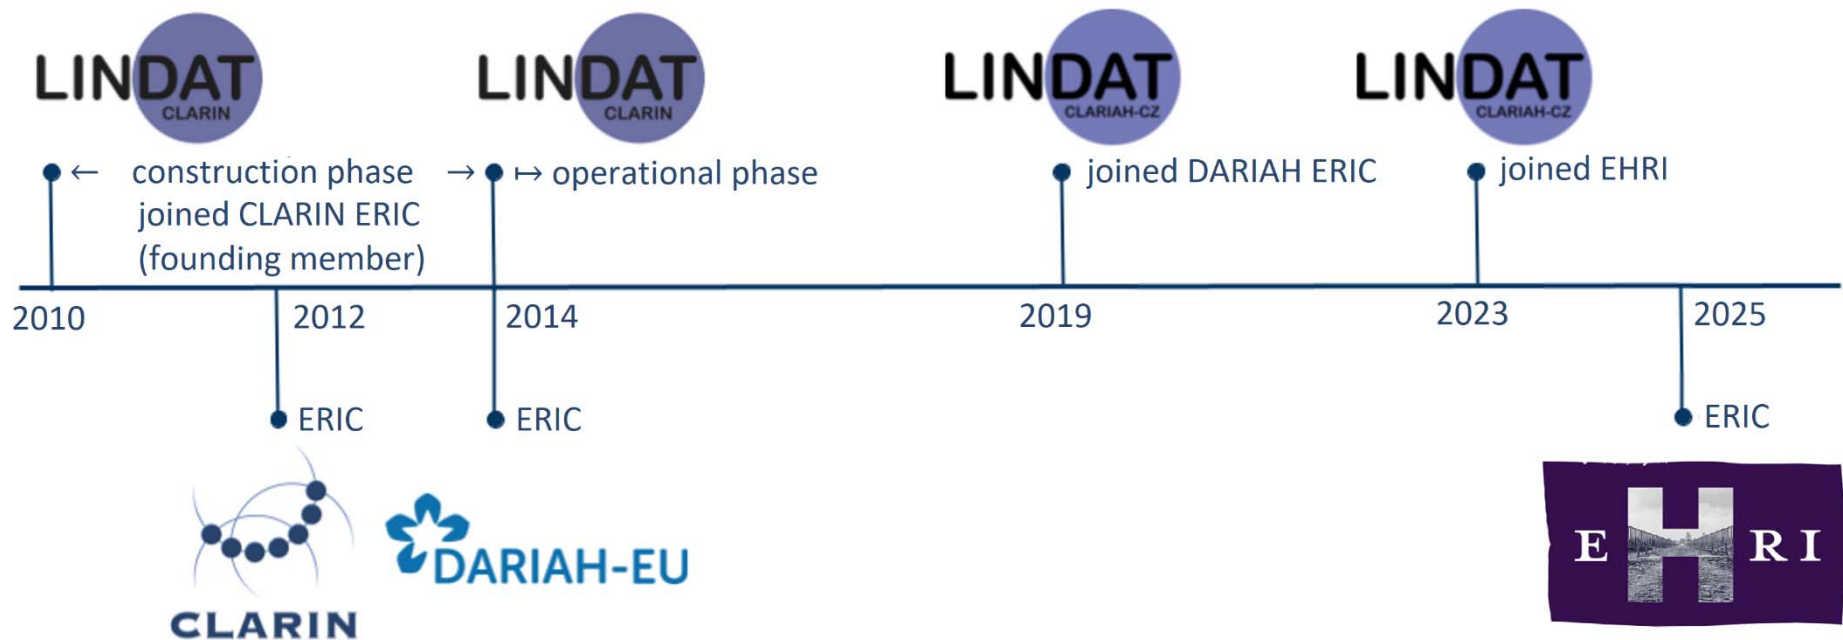 LINDAT
CLARIN
LINDAT
CLARIN
LINDAT
CLARIAH-CZ
LINDAT
CLARIAH-CZ
← construction phase →
joined CLARIN ERIC
(founding member)
↦ operational phase
joined DARIAH ERIC
joined EHRI
2010
2012
2014
2019
2023
2025
ERIC
ERIC
ERIC
CLARIN
DARIAH-EU
EHRI